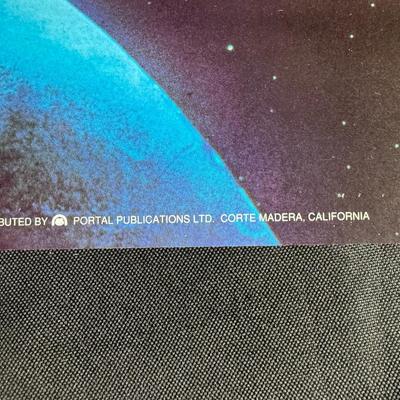 BUTED BY PORTAL PUBLICATIONS LTD. CORTE MADERA, CALIFORNIA